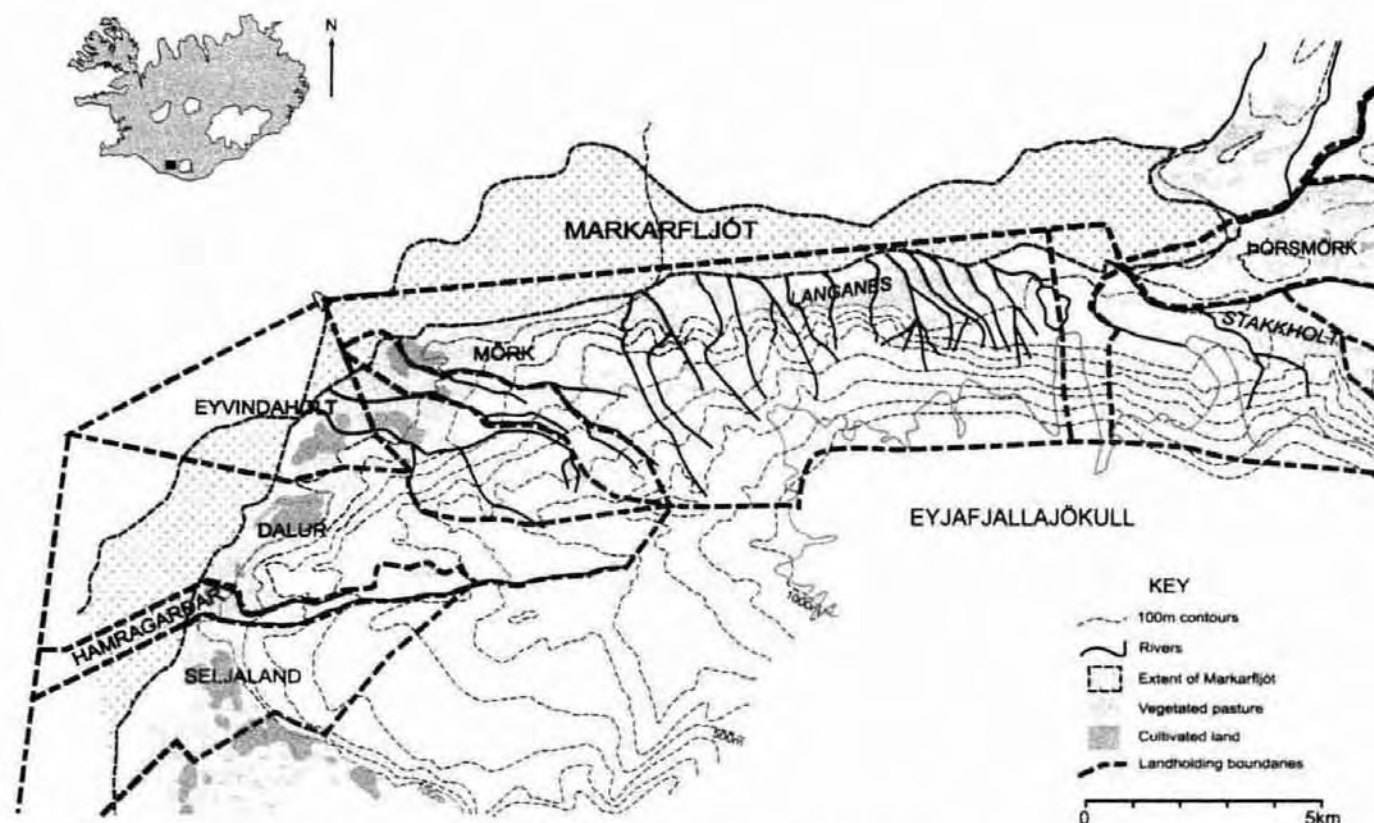 N
MARKARFLJÓT
ÞÓRSMÖRK
LANGANES
STAKKHOLT
MÖRK
EYVINDAHOLT
EYJAFJALLAJÖKULL
DALUR
HAMRAGARÐAR
SELJALAND
1000m
500m
KEY
100m contours
Rivers
Extent of Markarfljót
Vegetated pasture
Cultivated land
Landholding boundaries
0 5km